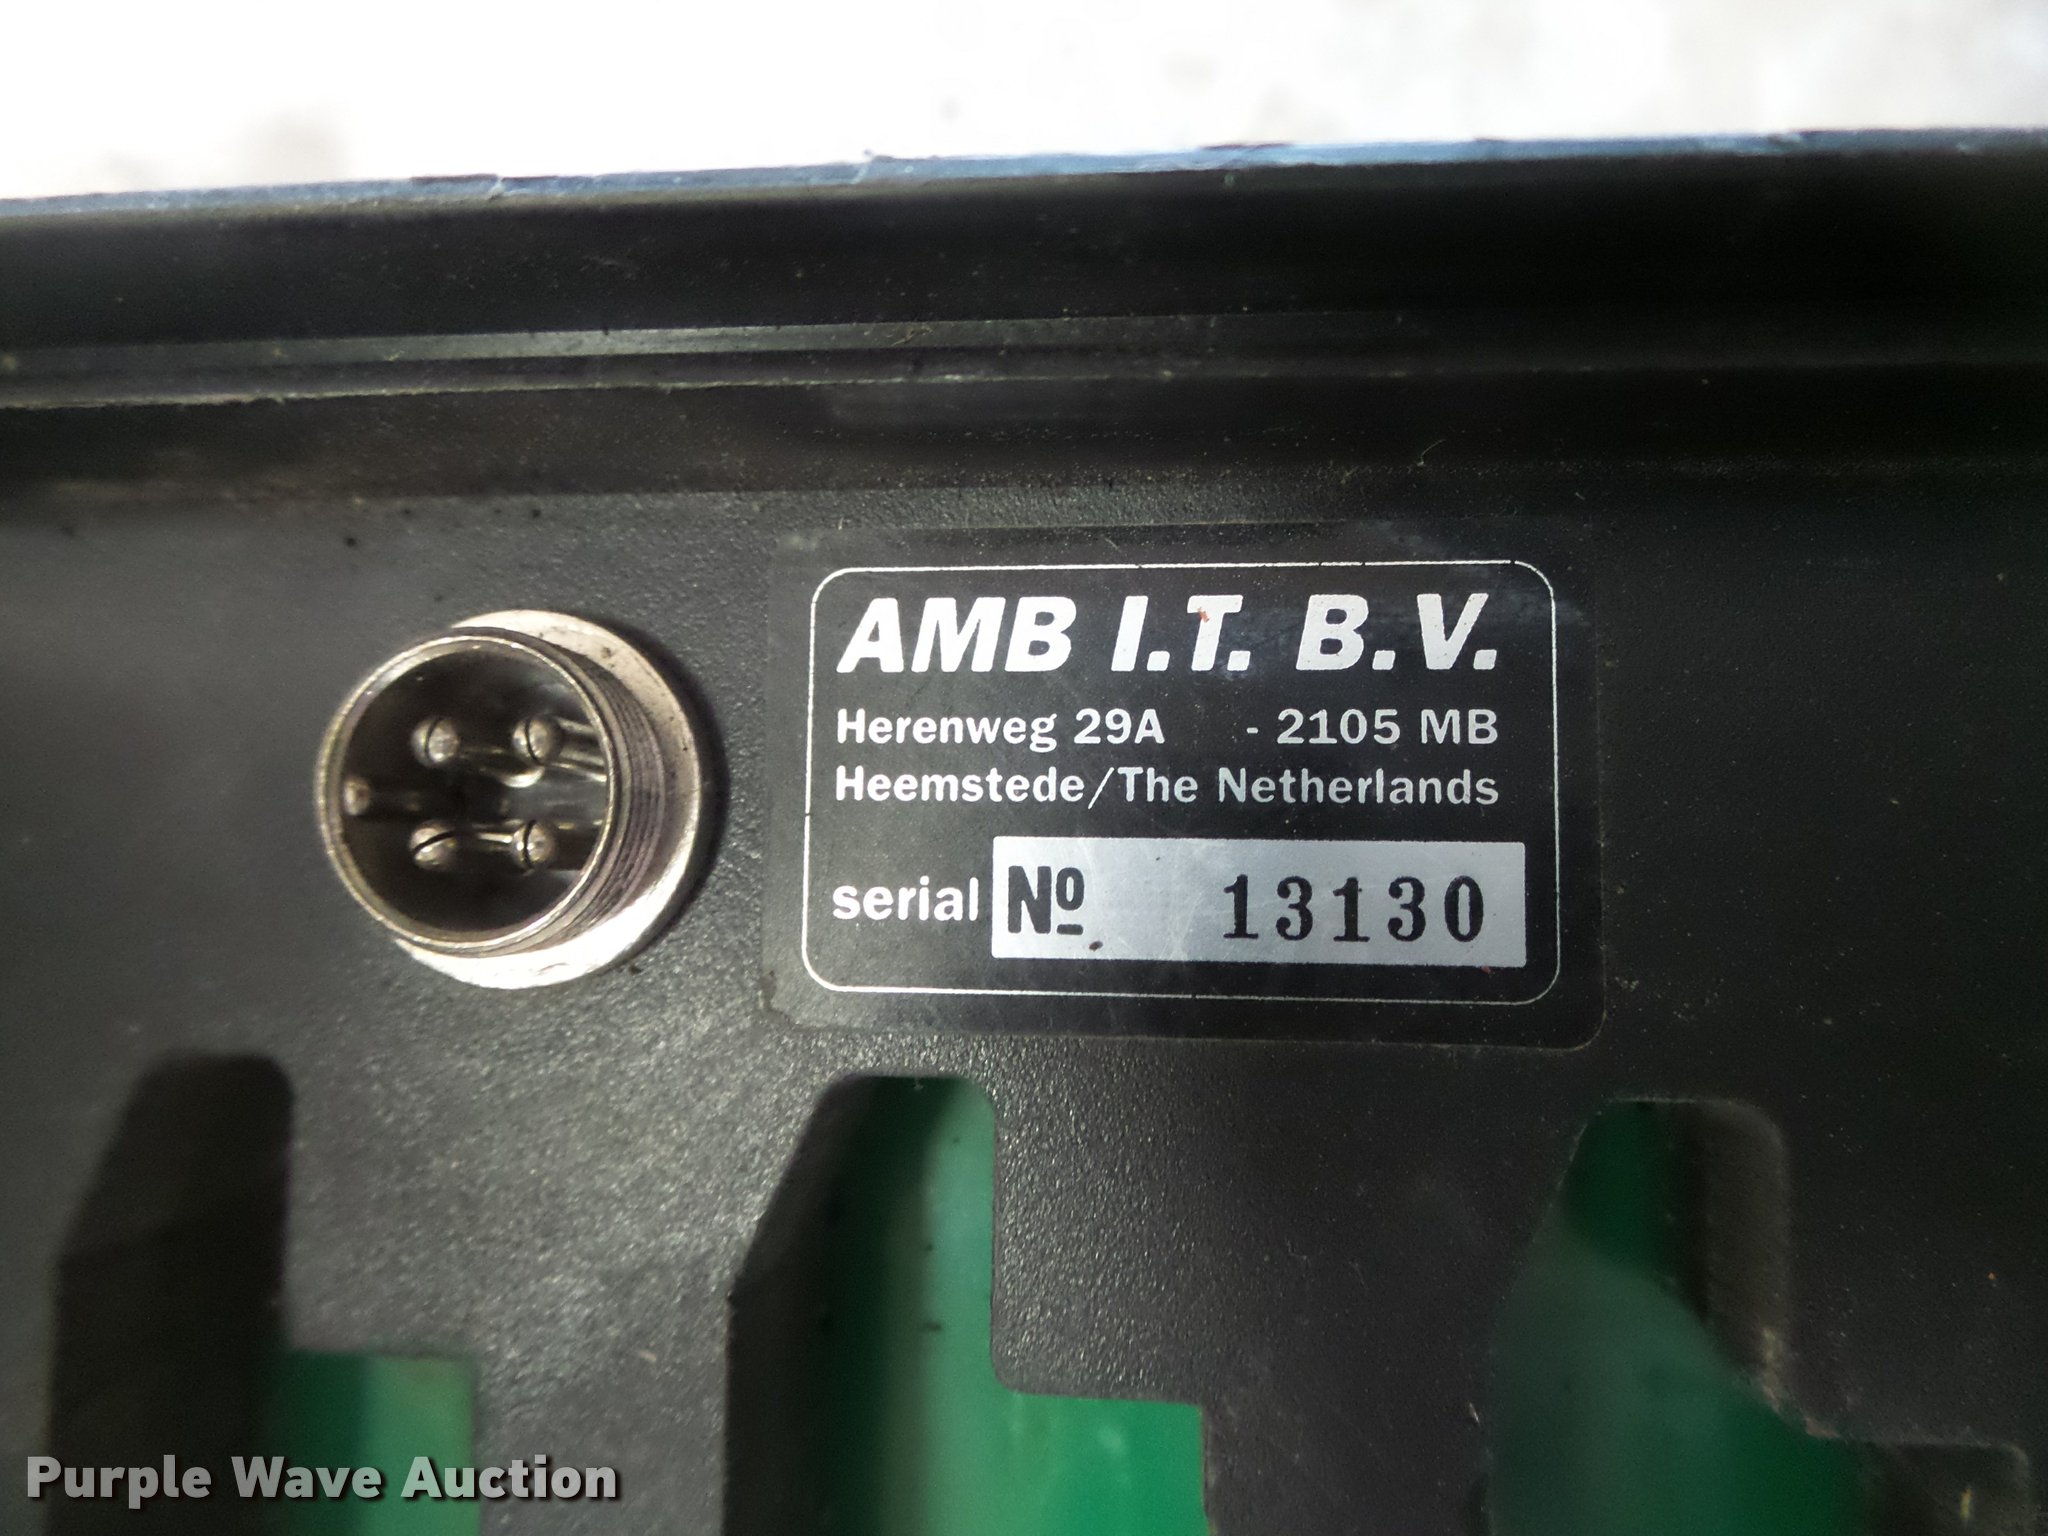 AMB I.T. B.V.
Herenweg 29A - 2105 MB
Heemstede/The Netherlands
serial Nº 13130
Purple Wave Auction